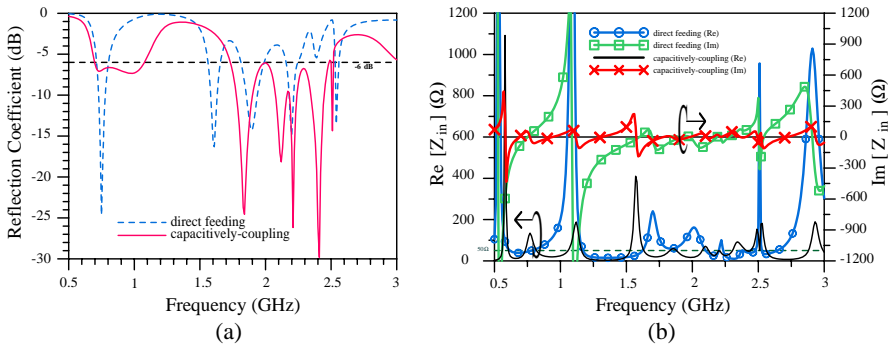 0
-5
-10
-15
-20
-25
-30
Reflection Coefficient (dB)
-6 dB
direct feeding
capacitively-coupling
0.5 1 1.5 2 2.5 3
Frequency (GHz)
(a)
1200
1000
800
600
400
200
0
50Ω
Re [Z in] (Ω)
direct feeding (Re)
direct feeding (Im)
capacitively-coupling (Re)
capacitively-coupling (Im)
1200
900
600
300
0
-300
-600
-900
-1200
Im [Z in] (Ω)
0.5 1 1.5 2 2.5 3
Frequency (GHz)
(b)